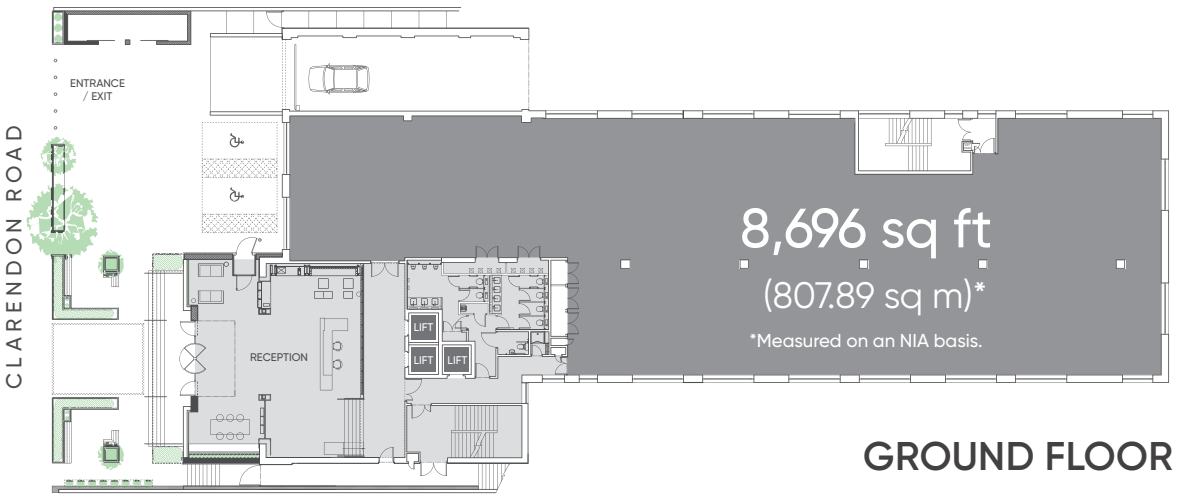 ENTRANCE
/ EXIT
CLARENDON ROAD
8,696 sq ft
(807.89 sq m)*
*Measured on an NIA basis.
LIFT
LIFT
LIFT
RECEPTION
GROUND FLOOR